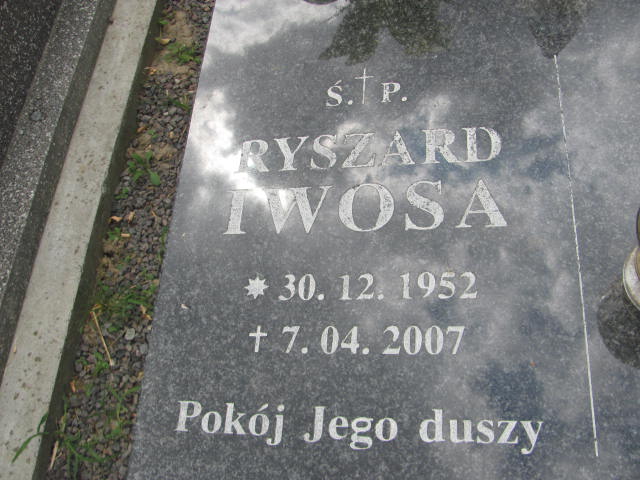 Ś.†P.
RYSZARD
IWOSA
* 30. 12. 1952
† 7. 04. 2007
Pokój Jego duszy